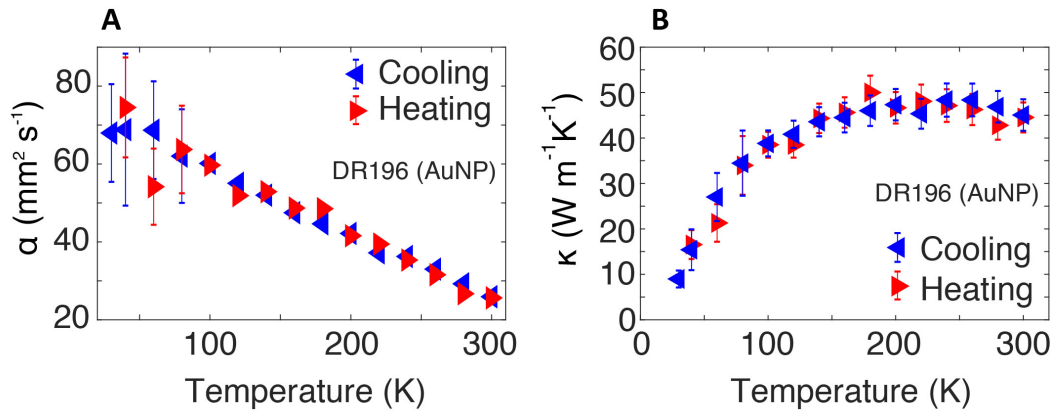 A
80
60
40
20
α (mm² s⁻¹)
Cooling
Heating
DR196 (AuNP)
100
200
300
Temperature (K)
B
60
50
40
30
20
10
0
κ (W m⁻¹K⁻¹)
DR196 (AuNP)
Cooling
Heating
0
100
200
300
Temperature (K)